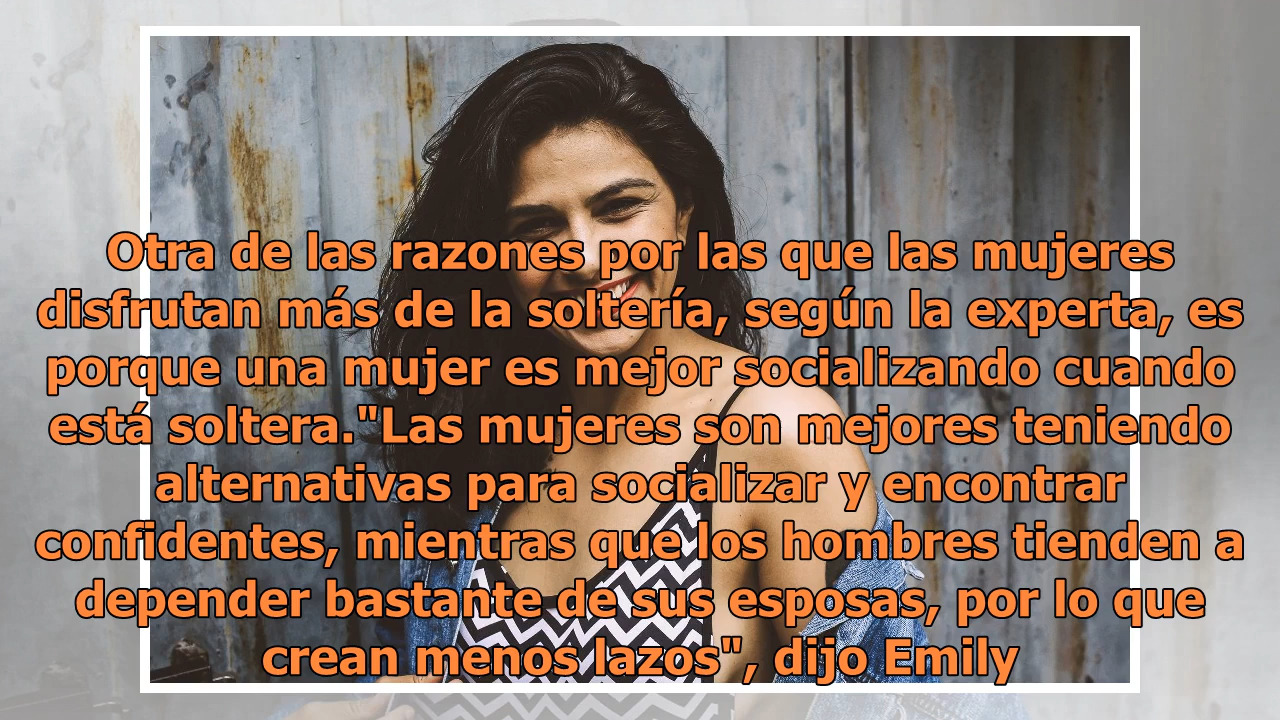 Otra de las razones por las que las mujeres
disfrutan más de la soltería, según la experta, es
porque una mujer es mejor socializando cuando
está soltera."Las mujeres son mejores teniendo
alternativas para socializar y encontrar
confidentes, mientras que los hombres tienden a
depender bastante de sus esposas, por lo que
crean menos lazos", dijo Emily